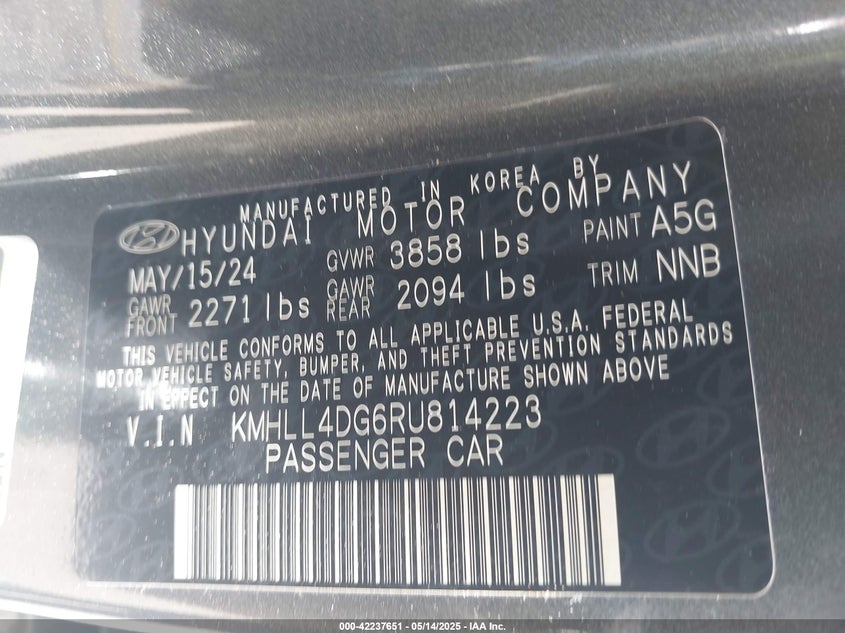 MANUFACTURED IN KOREA BY
HYUNDAI MOTOR COMPANY
MAY/15/24 GVWR 3858 lbs PAINT A5G
GAWR FRONT 2271 lbs GAWR REAR 2094 lbs TRIM NNB
THIS VEHICLE CONFORMS TO ALL APPLICABLE U.S.A. FEDERAL
MOTOR VEHICLE SAFETY, BUMPER, AND THEFT PREVENTION STANDARDS
IN EFFECT ON THE DATE OF MANUFACTURE SHOWN ABOVE
V.I.N KMHLL4DG6RU814223
PASSENGER CAR
000-42237651 - 05/14/2025 - IAA Inc.